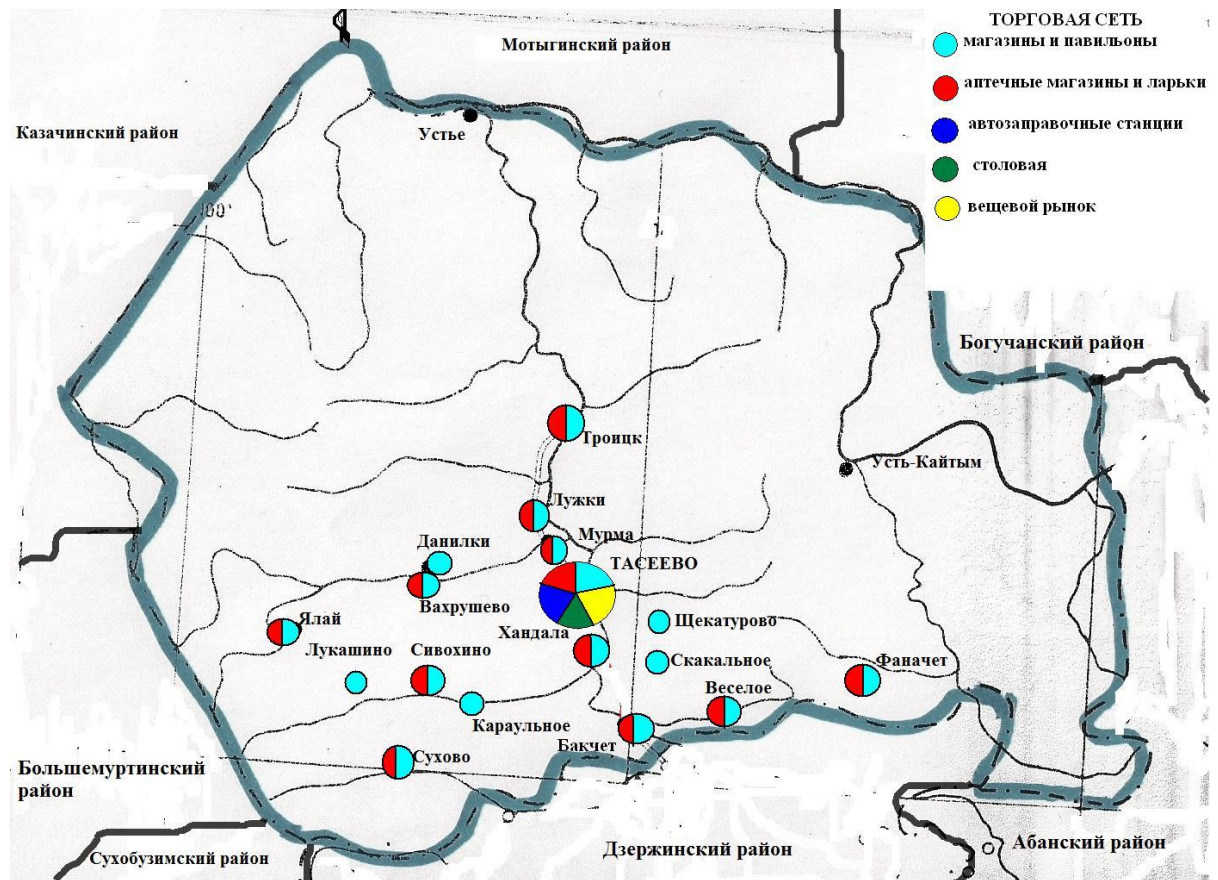 ТОРГОВАЯ СЕТЬ
магазины и павильоны
аптечные магазины и ларьки
автозаправочные станции
столовая
вещевой рынок
Мотыгинский район
Казачинский район
Устье
Богучанский район
Троицк
Усть-Кайтым
Лужки
Мурма
Данилки
ТАСЕЕВО
Вахрушево
Ялай
Хандала
Щекатурово
Лукашино
Сивохино
Скакальное
Фаначет
Веселое
Караульное
Бакчет
Сухово
Большемуртинский
район
Сухобузимский район
Дзержинский район
Абанский район